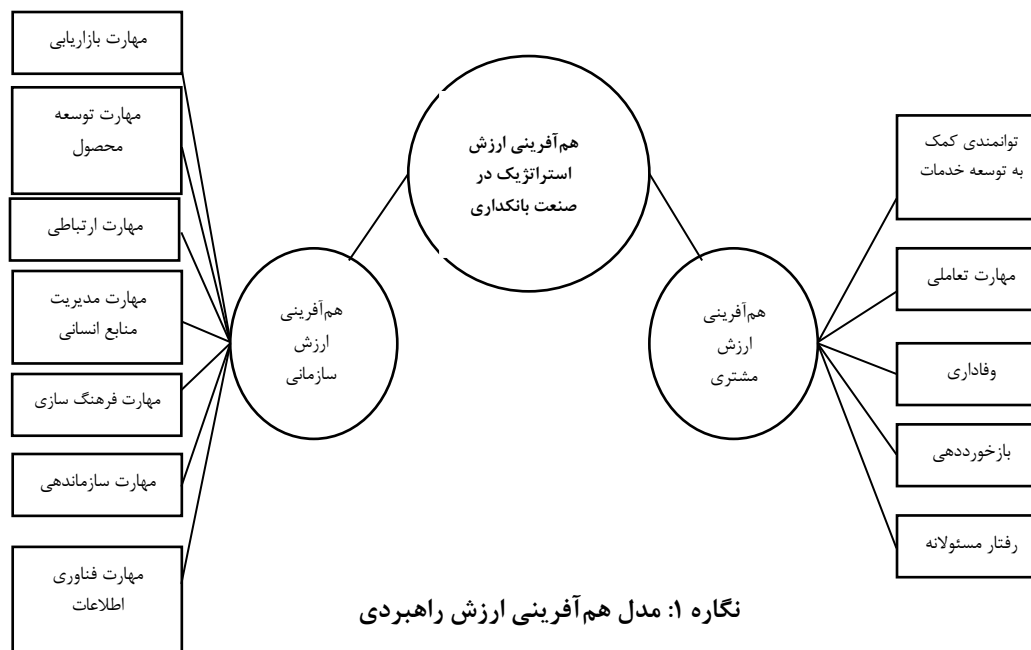 هم‌آفرینی ارزش
استراتژیک در
صنعت بانکداری
هم‌آفرینی
ارزش
مشتری
توانمندی کمک
به توسعه خدمات
مهارت تعاملی
وفاداری
بازخورددهی
رفتار مسئولانه
هم‌آفرینی
ارزش
سازمانی
مهارت بازاریابی
مهارت توسعه
محصول
مهارت ارتباطی
مهارت مدیریت
منابع انسانی
مهارت فرهنگ سازی
مهارت سازماندهی
مهارت فناوری
اطلاعات
نگاره ۱: مدل هم‌آفرینی ارزش راهبردی